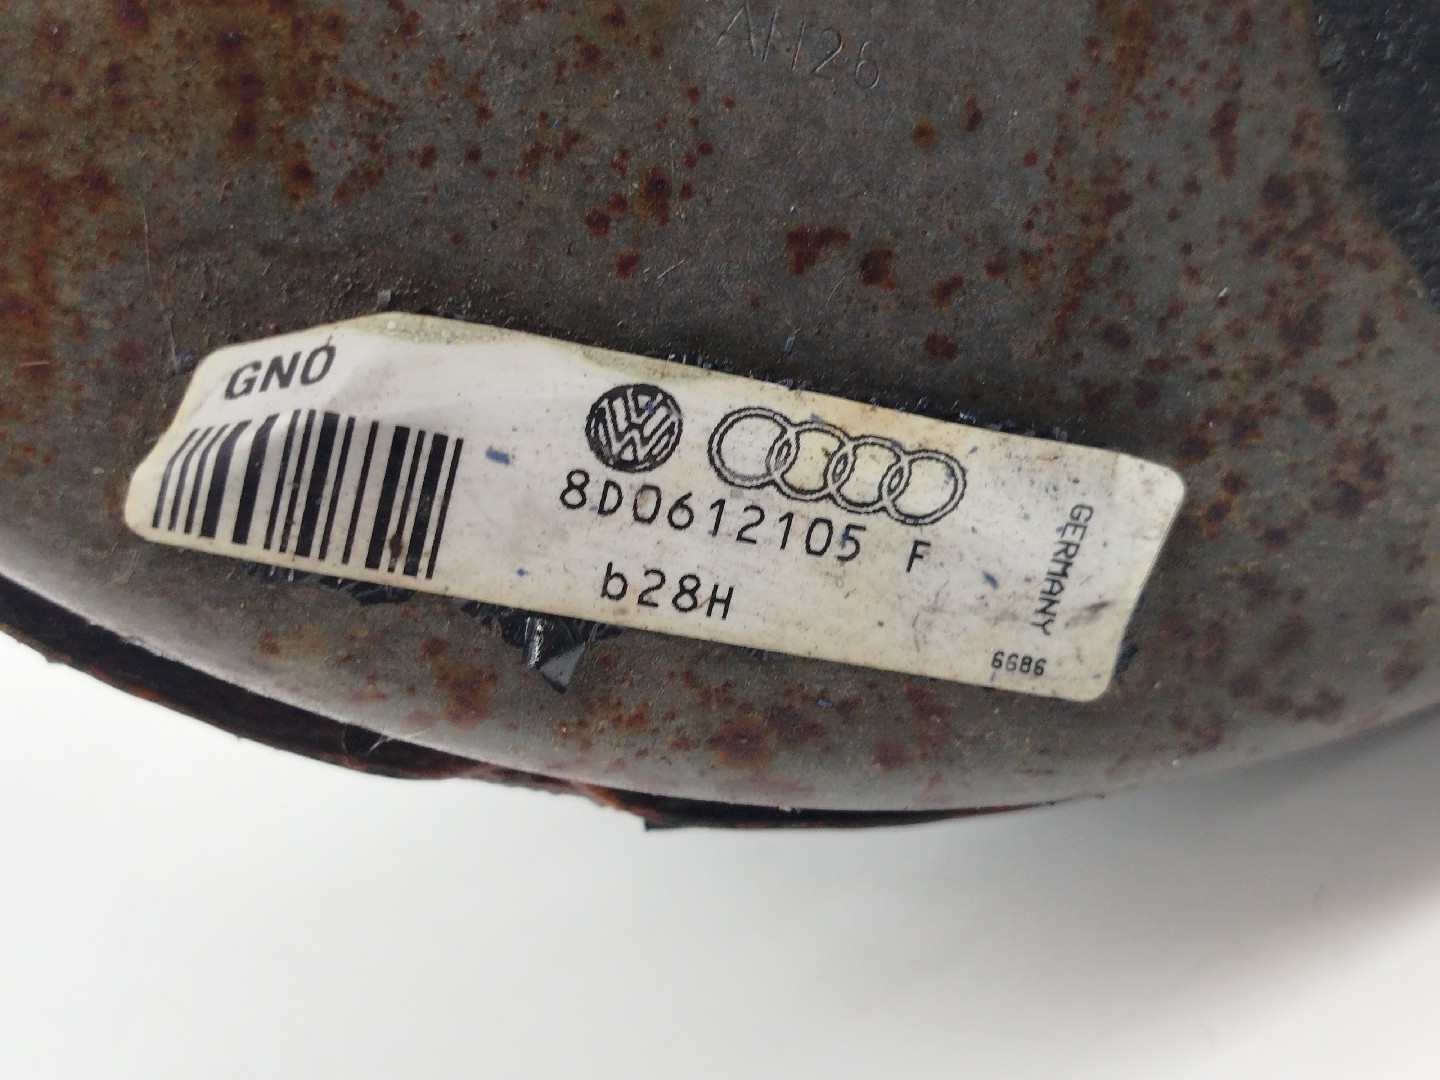 AH26
GNO
8D0612105 F
b28H
GERMANY
6686